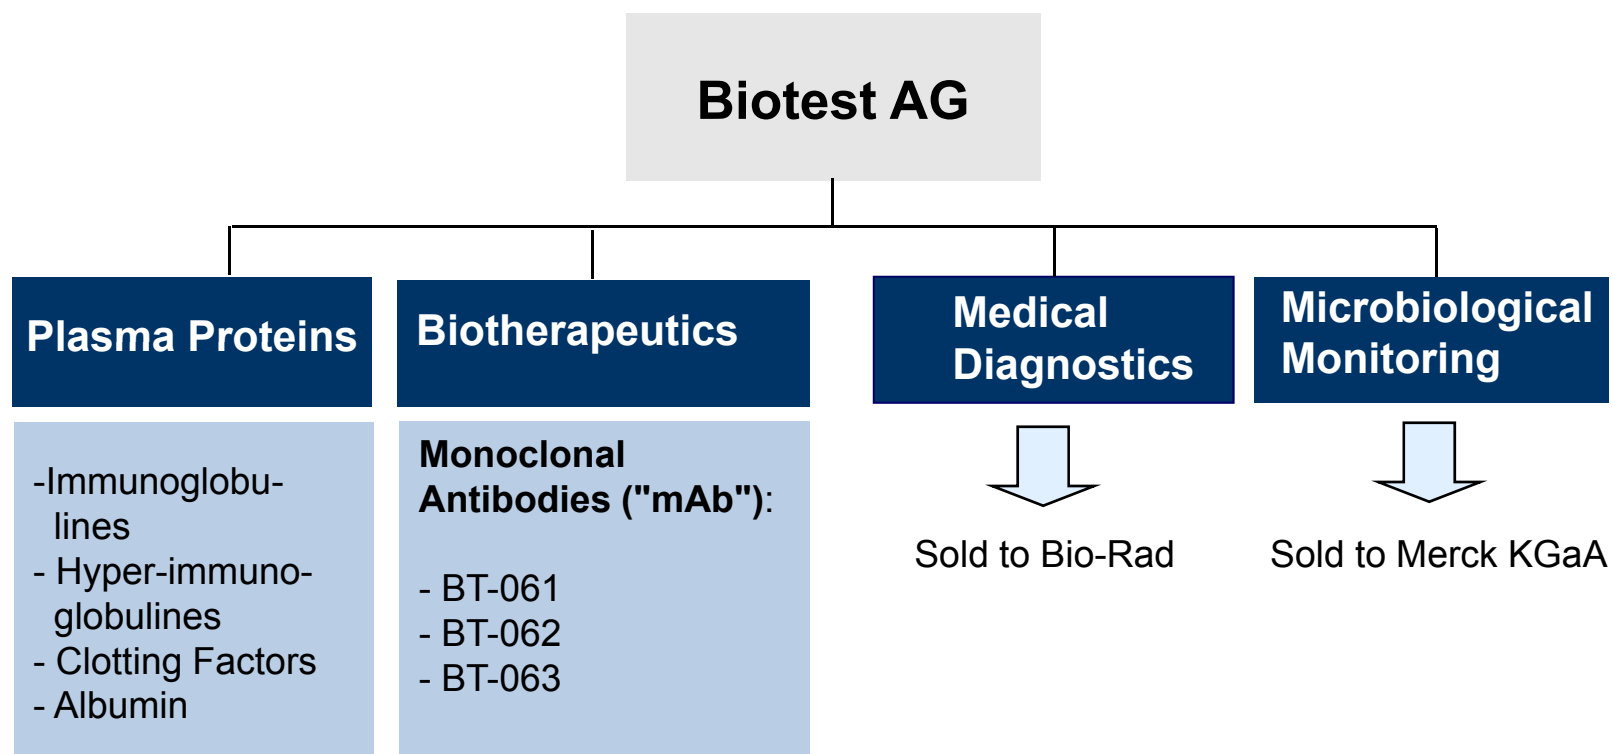 Biotest AG
Plasma Proteins
-Immunoglobu-
lines
- Hyper-immuno-
globulines
- Clotting Factors
- Albumin
Biotherapeutics
Monoclonal
Antibodies ("mAb"):
- BT-061
- BT-062
- BT-063
Medical
Diagnostics
Sold to Bio-Rad
Microbiological
Monitoring
Sold to Merck KGaA